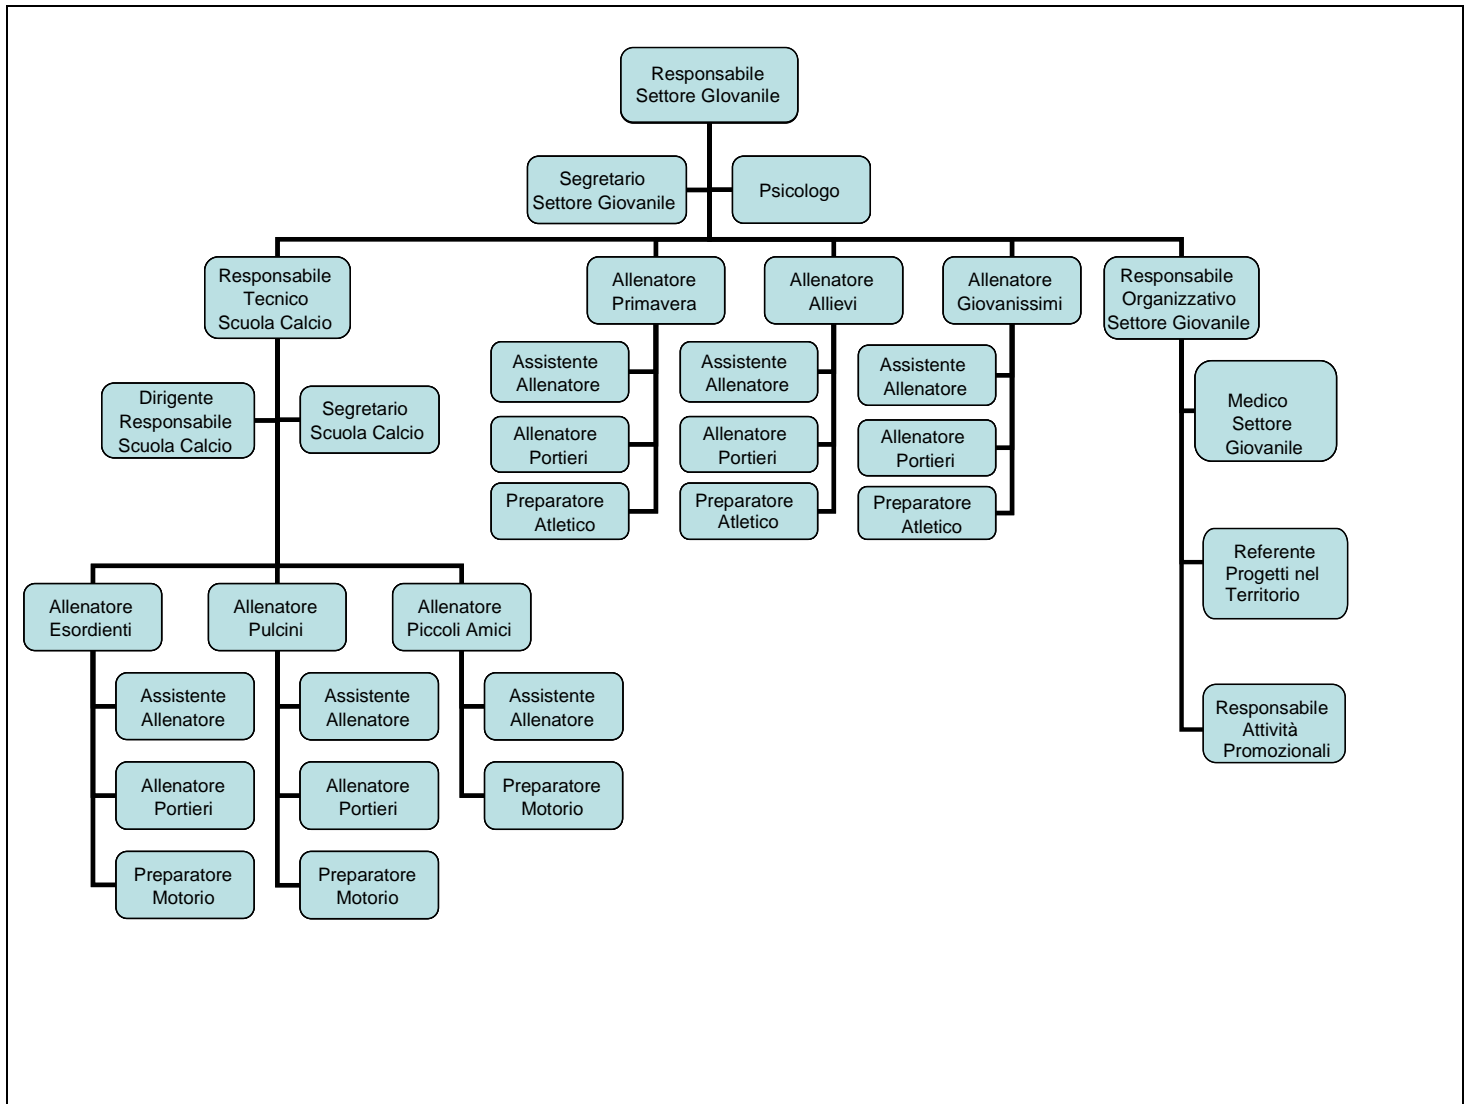 Responsabile
Settore GIovanile
Segretario
Settore Giovanile
Psicologo
Responsabile
Tecnico
Scuola Calcio
Allenatore
Primavera
Allenatore
Allievi
Allenatore
Giovanissimi
Responsabile
Organizzativo
Settore Giovanile
Dirigente
Responsabile
Scuola Calcio
Segretario
Scuola Calcio
Assistente
Allenatore
Allenatore
Portieri
Preparatore
Atletico
Assistente
Allenatore
Allenatore
Portieri
Preparatore
Atletico
Assistente
Allenatore
Allenatore
Portieri
Preparatore
Atletico
Medico
Settore
Giovanile
Referente
Progetti nel
Territorio
Responsabile
Attività
Promozionali
Allenatore
Esordienti
Assistente
Allenatore
Allenatore
Portieri
Preparatore
Motorio
Allenatore
Pulcini
Assistente
Allenatore
Allenatore
Portieri
Preparatore
Motorio
Allenatore
Piccoli Amici
Assistente
Allenatore
Preparatore
Motorio